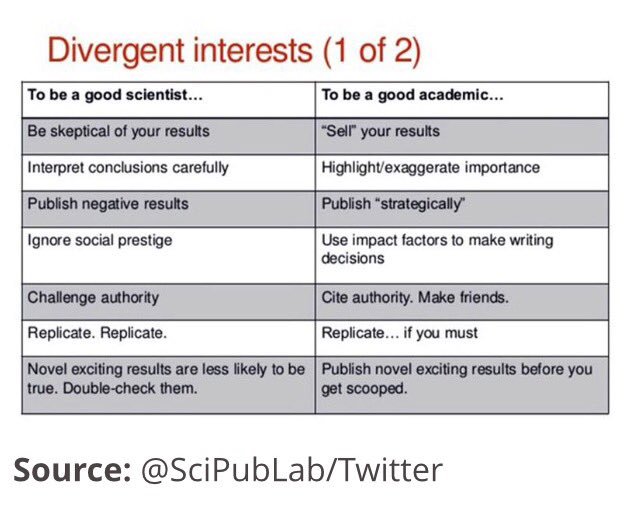 Divergent interests (1 of 2)
To be a good scientist... To be a good academic...
Be skeptical of your results "Sell" your results
Interpret conclusions carefully Highlight/exaggerate importance
Publish negative results Publish "strategically"
Ignore social prestige Use impact factors to make writing
decisions
Challenge authority Cite authority. Make friends.
Replicate. Replicate. Replicate... if you must
Novel exciting results are less likely to be Publish novel exciting results before you
true. Double-check them. get scooped.
Source: @SciPubLab/Twitter